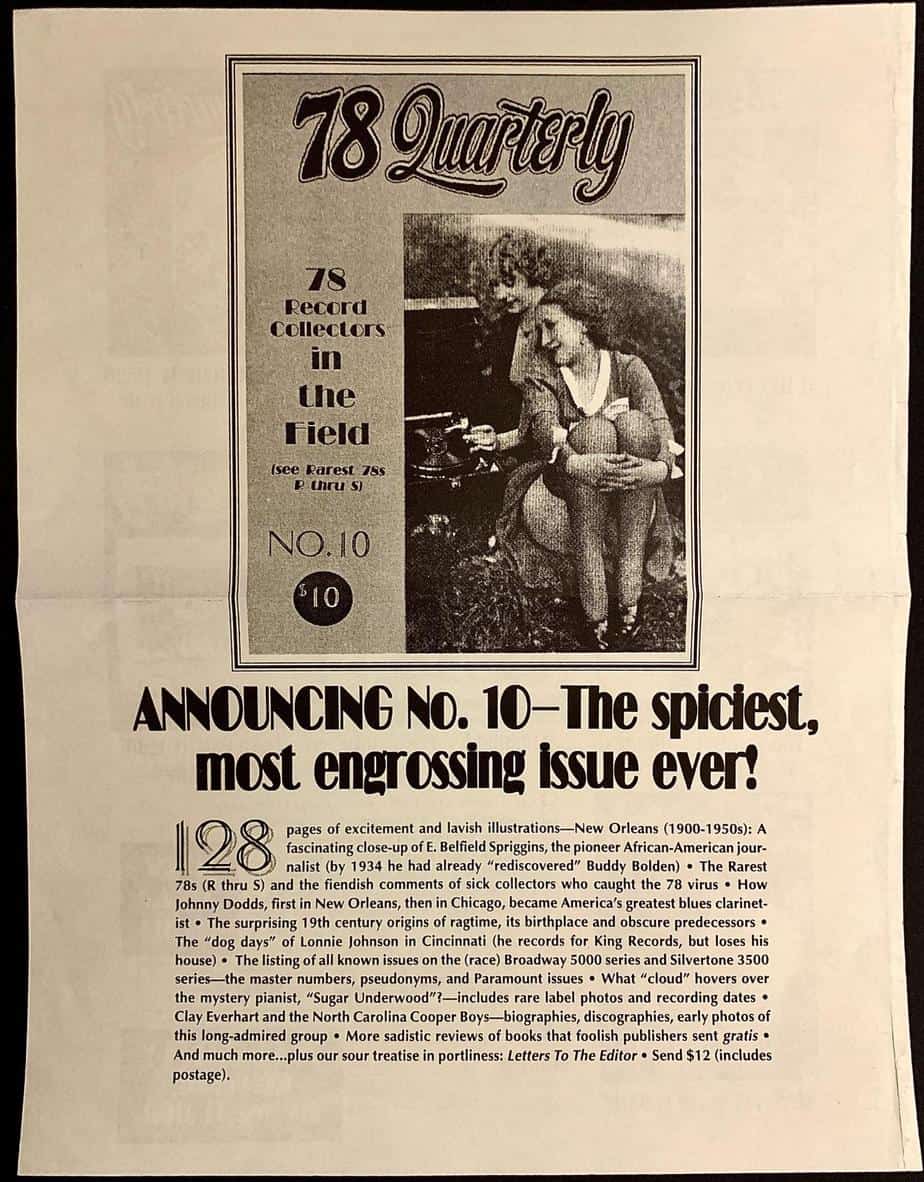 78 Quarterly
78
Record
Collectors
in
the
Field
(see Rarest 78s
R thru S)
NO. 10
$10
ANNOUNCING No. 10—The spiciest,
most engrossing issue ever!
128 pages of excitement and lavish illustrations—New Orleans (1900-1950s): A
fascinating close-up of E. Belfield Spriggins, the pioneer African-American jour-
nalist (by 1934 he had already “rediscovered” Buddy Bolden) • The Rarest
78s (R thru S) and the fiendish comments of sick collectors who caught the 78 virus • How
Johnny Dodds, first in New Orleans, then in Chicago, became America’s greatest blues clarinet-
ist • The surprising 19th century origins of ragtime, its birthplace and obscure predecessors •
The “dog days” of Lonnie Johnson in Cincinnati (he records for King Records, but loses his
house) • The listing of all known issues on the (race) Broadway 5000 series and Silvertone 3500
series—the master numbers, pseudonyms, and Paramount issues • What “cloud” hovers over
the mystery pianist, “Sugar Underwood”?—includes rare label photos and recording dates •
Clay Everhart and the North Carolina Cooper Boys—biographies, discographies, early photos of
this long-admired group • More sadistic reviews of books that foolish publishers sent gratis •
And much more...plus our sour treatise in portliness: Letters To The Editor • Send $12 (includes
postage).